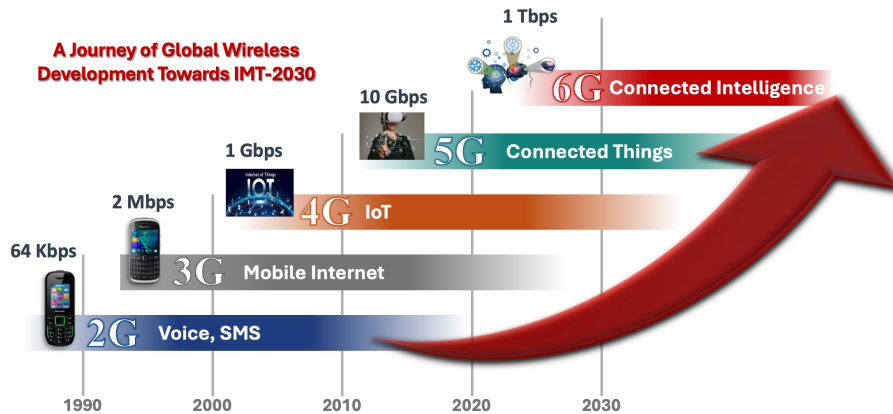 A Journey of Global Wireless
Development Towards IMT-2030
1 Tbps
6G Connected Intelligence
10 Gbps
5G Connected Things
1 Gbps
Internet of Things
IOT
4G IoT
2 Mbps
3G Mobile Internet
64 Kbps
2G Voice, SMS
1990 2000 2010 2020 2030